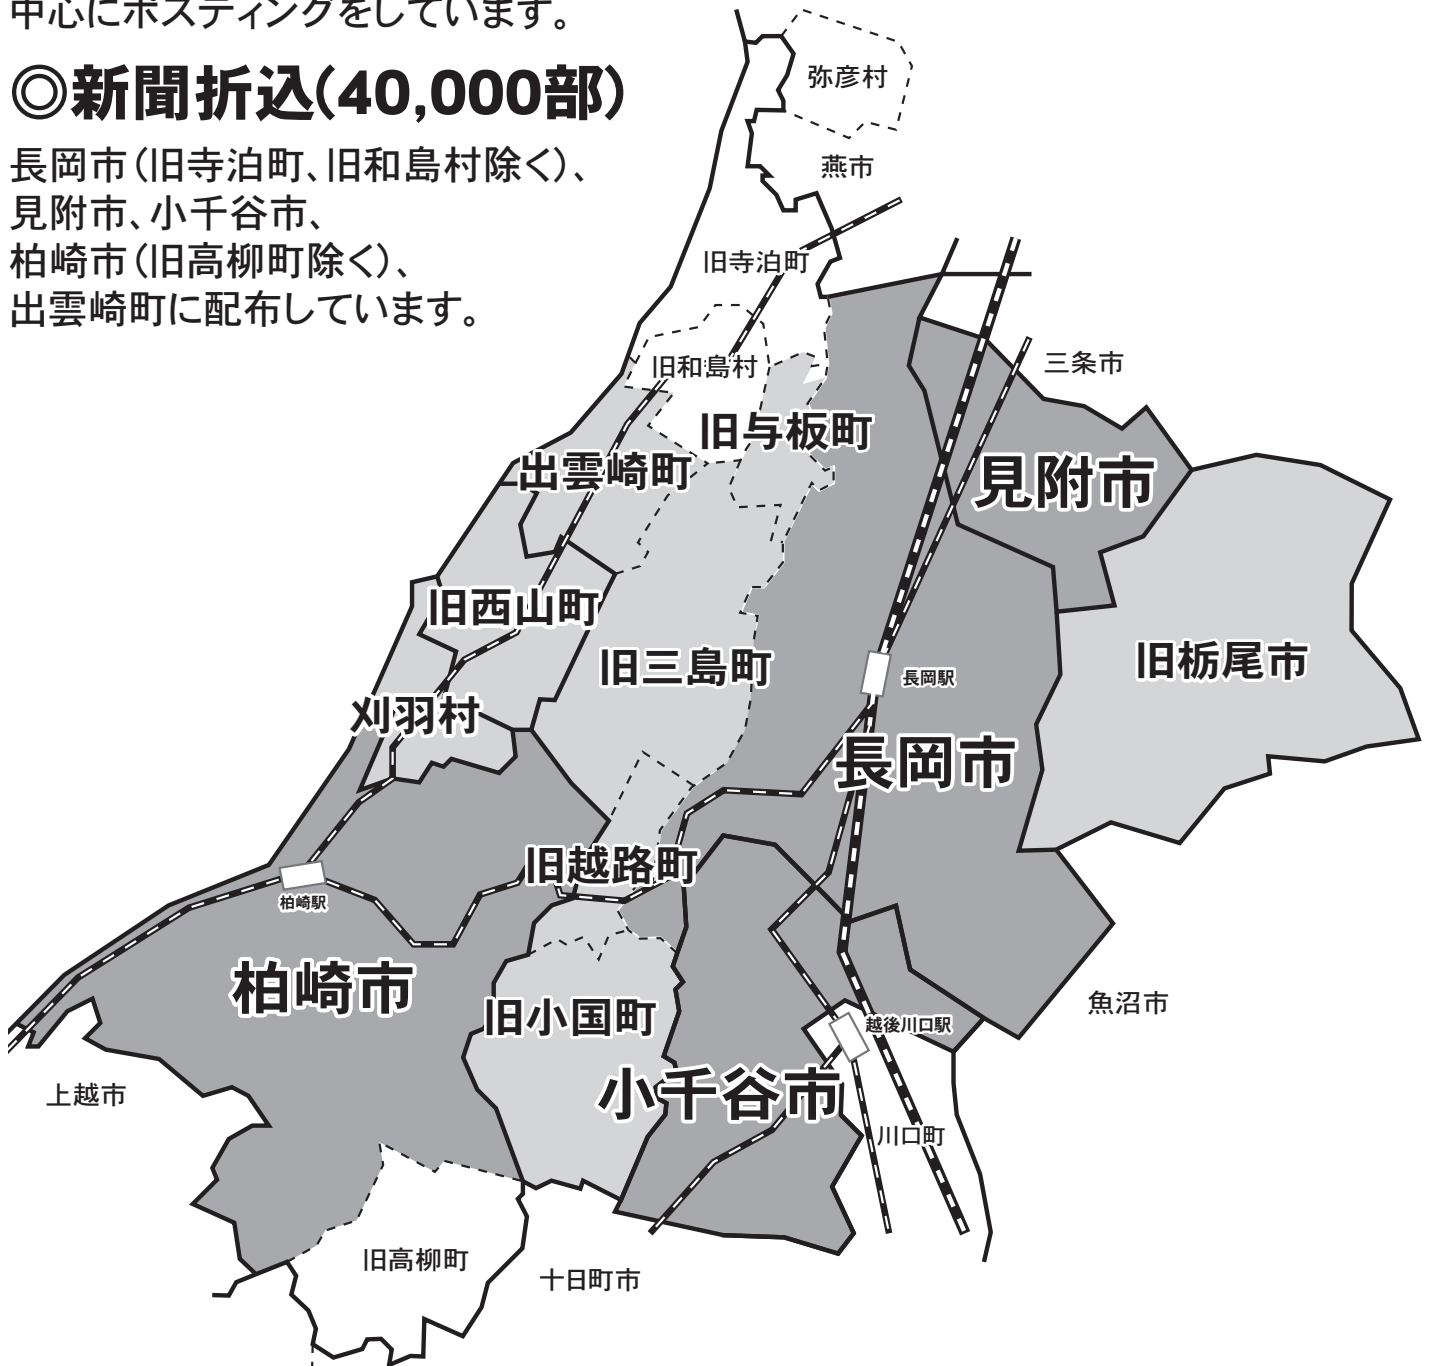 中心にポスティングをしています。
◎新聞折込(40,000部)
長岡市(旧寺泊町、旧和島村除く)、
見附市、小千谷市、
柏崎市(旧高柳町除く)、
出雲崎町に配布しています。
弥彦村
燕市
旧寺泊町
三条市
旧和島村
旧与板町
出雲崎町
見附市
旧西山町
旧三島町
旧栃尾市
長岡駅
刈羽村
長岡市
旧越路町
柏崎駅
柏崎市
旧小国町
魚沼市
越後川口駅
上越市
小千谷市
川口町
旧高柳町
十日町市